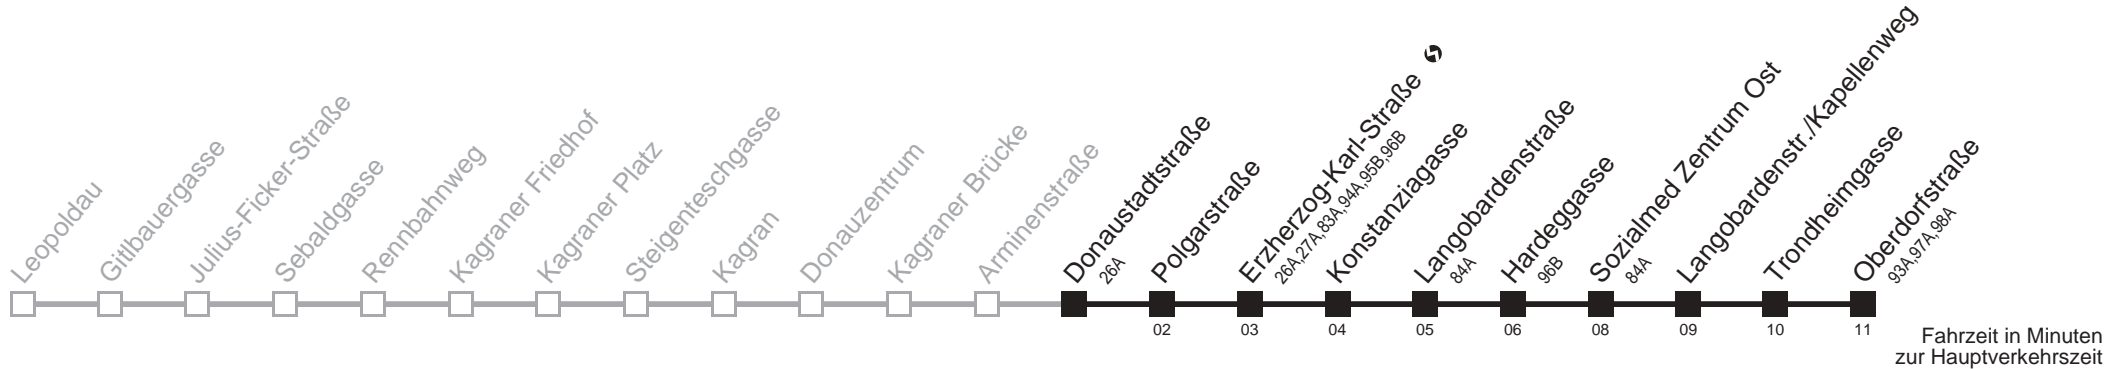 Leopoldau
Gitlbauergasse
Julius-Ficker-Straße
Sebaldgasse
Rennbahnweg
Kagraner Friedhof
Kagraner Platz
Steigenteschgasse
Kagran
Donauzentrum
Kagraner Brücke
Arminenstraße
Donaustadtstraße
26A
Polgarstraße
Erzherzog-Karl-Straße
26A,27A,83A,94A,95B,96B
Konstanziagasse
Langobardenstraße
84A
Hardeggasse
96B
Sozialmed Zentrum Ost
84A
Langobardenstr./Kapellenweg
Trondheimgasse
Oberdorfstraße
93A,97A,98A
02
03
04
05
06
08
09
10
11
Fahrzeit in Minuten
zur Hauptverkehrszeit